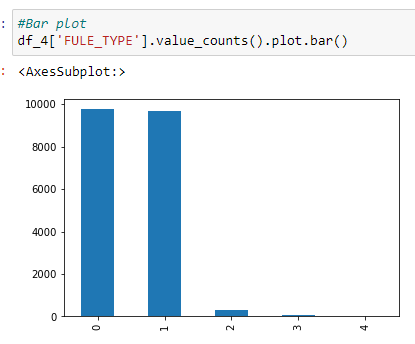 : #Bar plot
df_4['FULE_TYPE'].value_counts().plot.bar()
: <AxesSubplot:>
10000
8000
6000
4000
2000
0
0 1 2 3 4